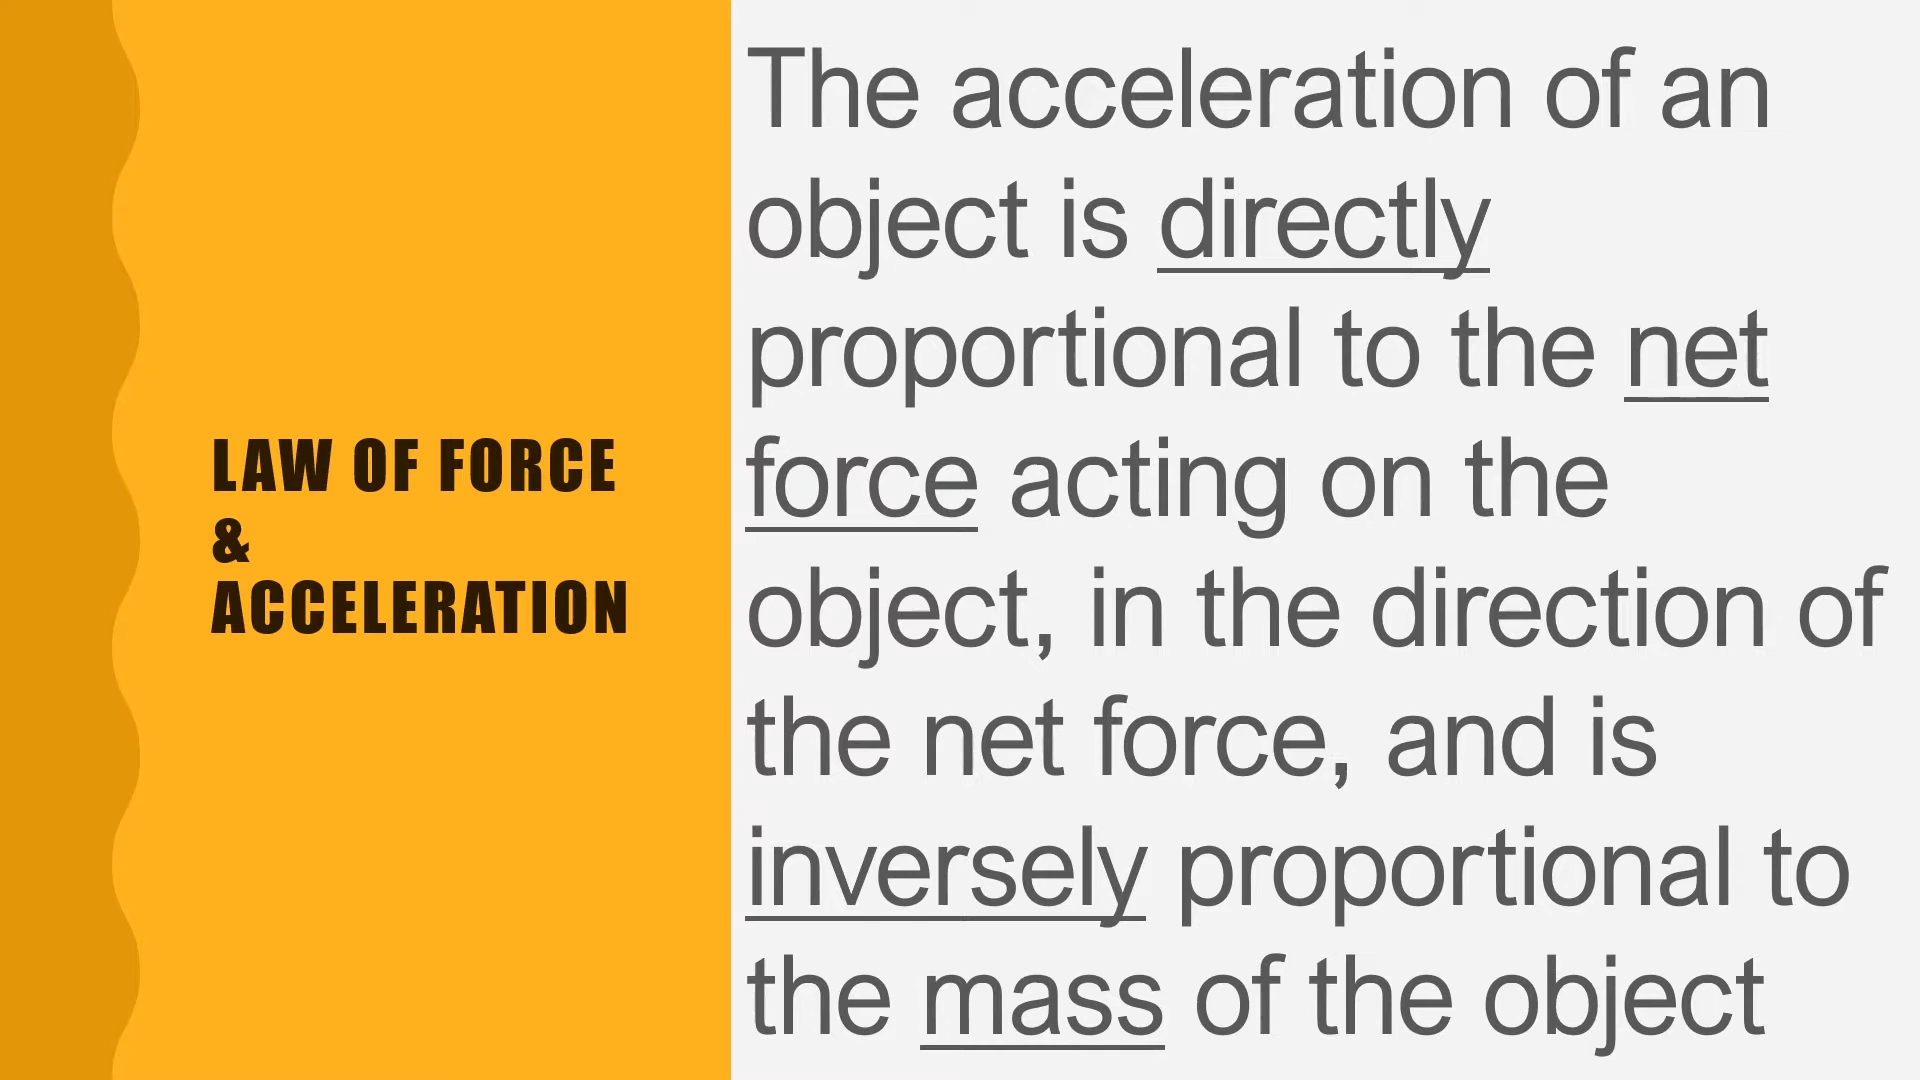 LAW OF FORCE
&
ACCELERATION
The acceleration of an
object is directly
proportional to the net
force acting on the
object, in the direction of
the net force, and is
inversely proportional to
the mass of the object